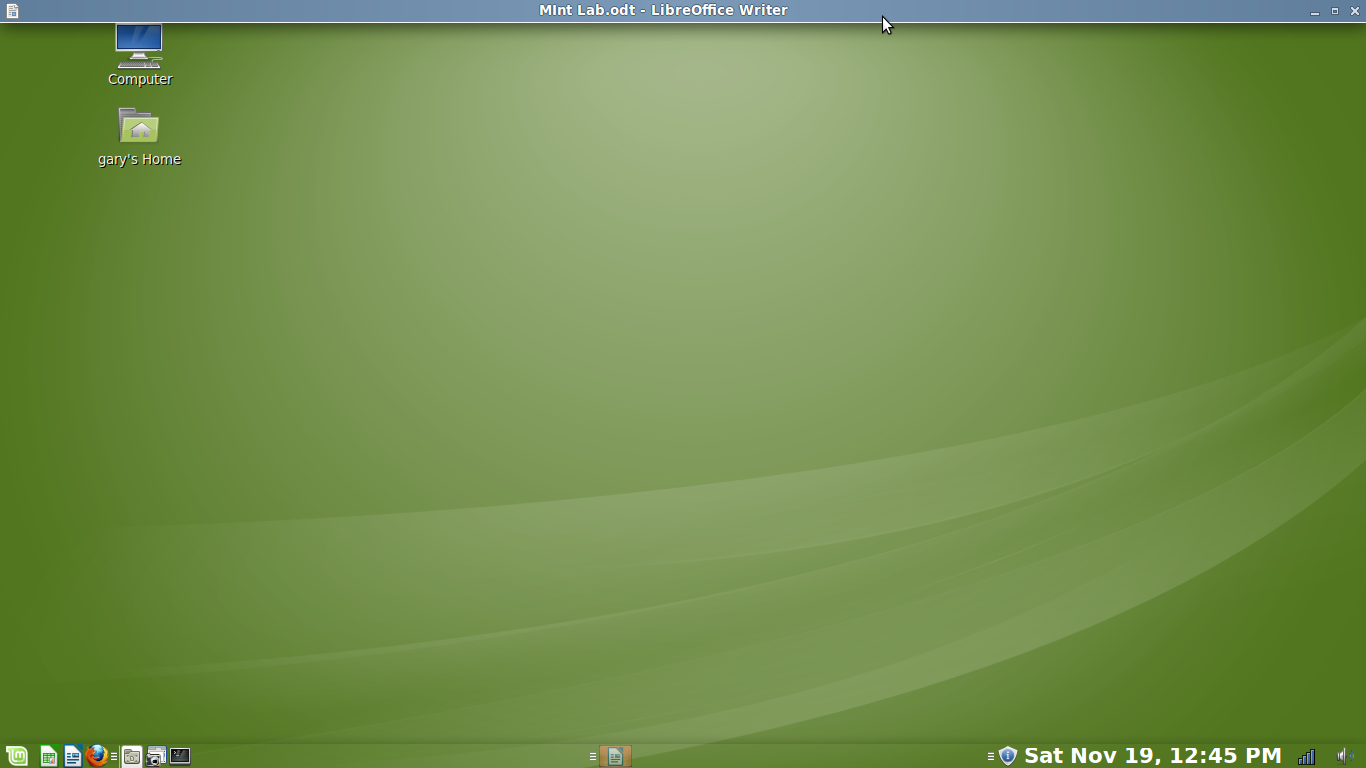 MInt Lab.odt - LibreOffice Writer
Computer
gary's Home
Sat Nov 19, 12:45 PM